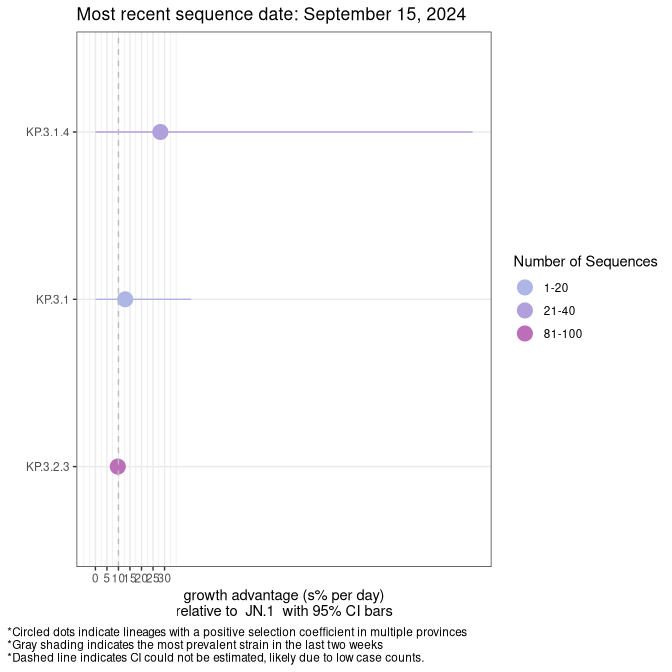 Most recent sequence date: September 15, 2024
KP.3.1.4
KP.3.1
KP.3.2.3
0 5 10 15 20 25 30
growth advantage (s% per day)
relative to JN.1 with 95% CI bars
Number of Sequences
1-20
21-40
81-100
*Circled dots indicate lineages with a positive selection coefficient in multiple provinces
*Gray shading indicates the most prevalent strain in the last two weeks
*Dashed line indicates CI could not be estimated, likely due to low case counts.